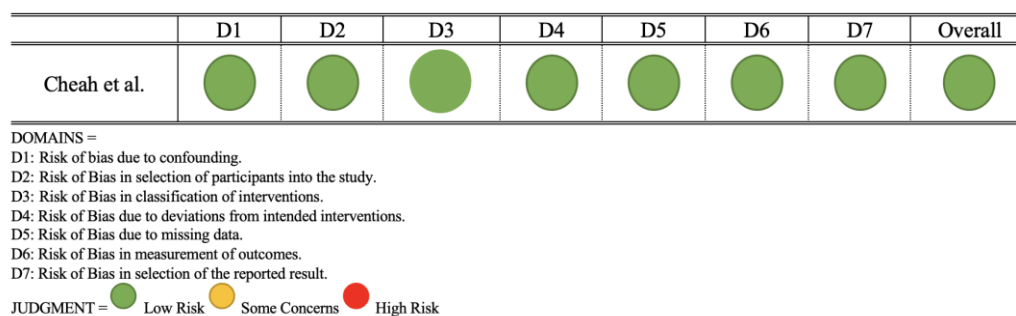 D1 D2 D3 D4 D5 D6 D7 Overall
Cheah et al.
DOMAINS =
D1: Risk of bias due to confounding.
D2: Risk of Bias in selection of participants into the study.
D3: Risk of Bias in classification of interventions.
D4: Risk of Bias due to deviations from intended interventions.
D5: Risk of Bias due to missing data.
D6: Risk of Bias in measurement of outcomes.
D7: Risk of Bias in selection of the reported result.
JUDGMENT = Low Risk Some Concerns High Risk